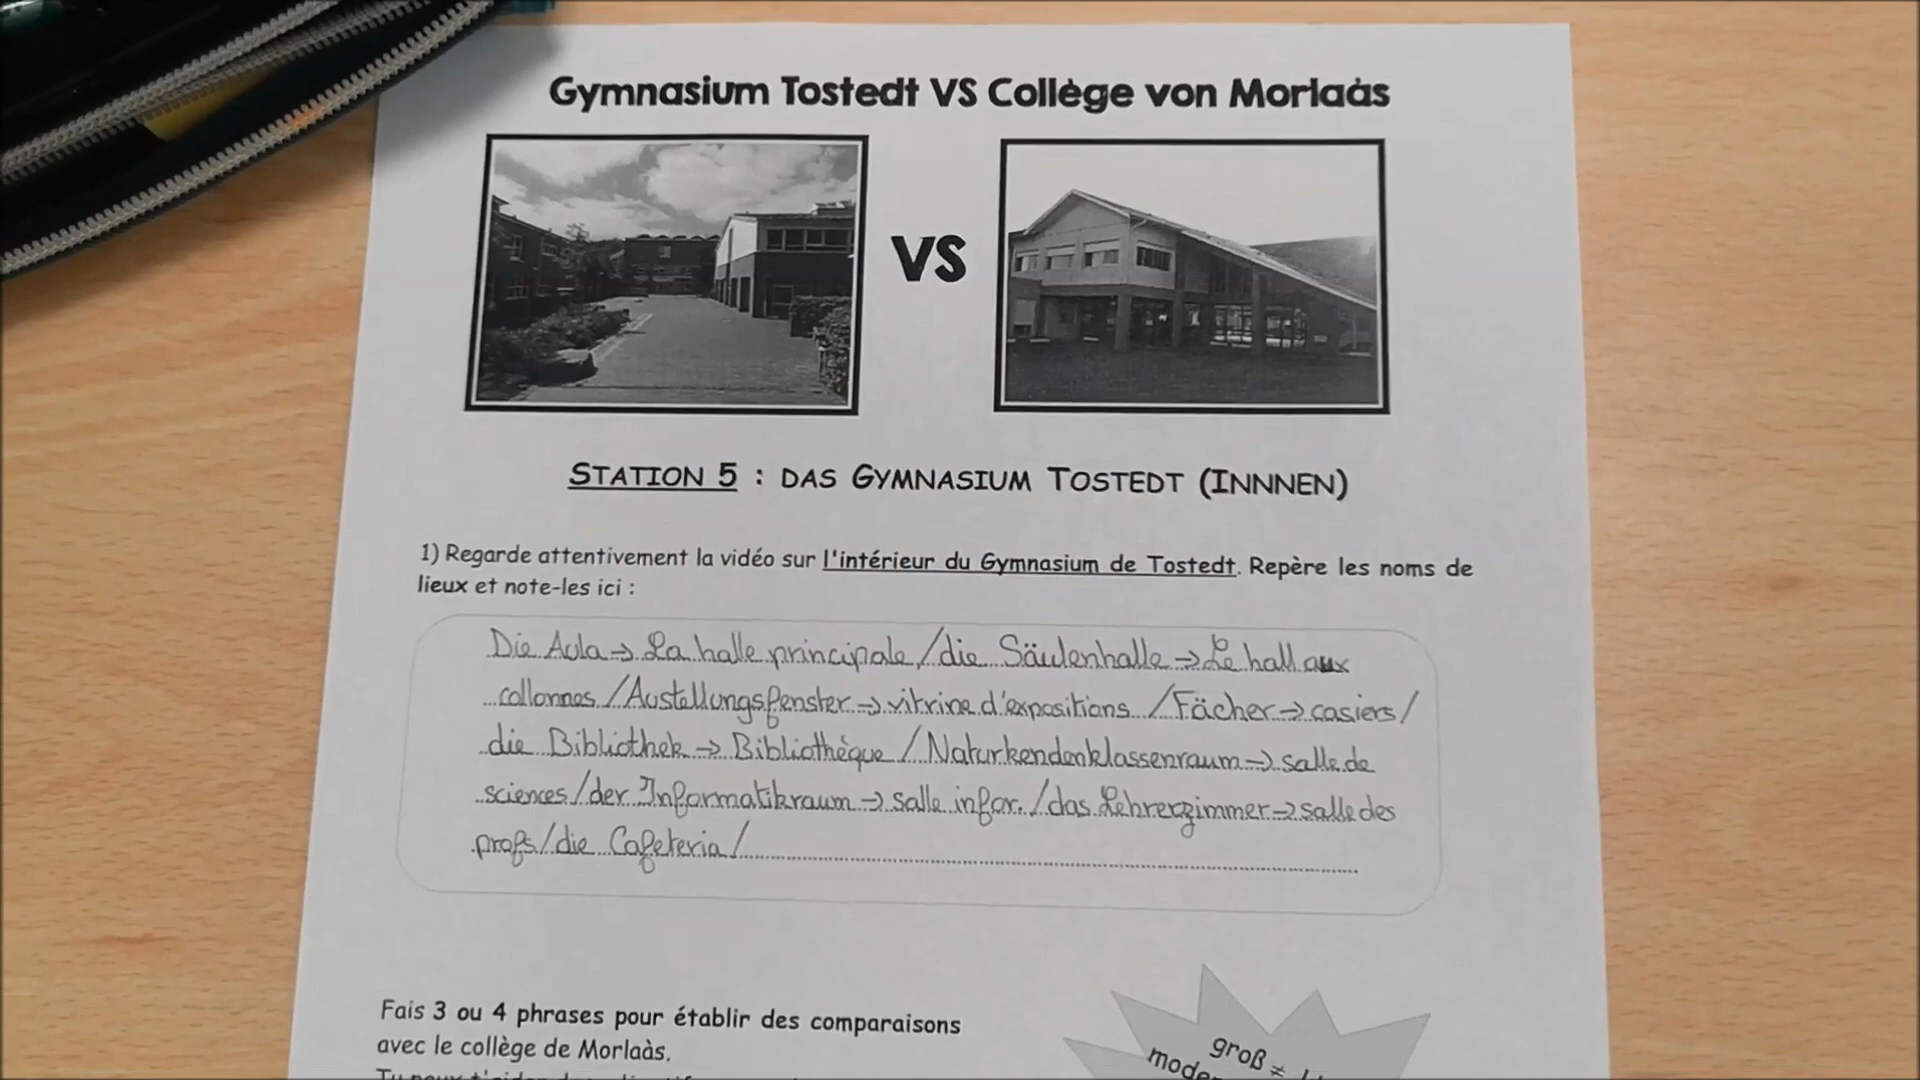 Gymnasium Tostedt VS Collège von Morlaàs
VS
STATION 5 : DAS GYMNASIUM TOSTEDT (INNNEN)
1) Regarde attentivement la vidéo sur l'intérieur du Gymnasium de Tostedt. Repère les noms de
lieux et note-les ici :
Die Aula → La halle principale / die Säulenhalle → Le hall aux
collonnes / Austellungsfenster → vitrine d'expositions / Fächer → casiers /
die Bibliothek → Bibliothèque / Naturkendenklassenraum → salle de
sciences / der Informatikraum → salle infor. / das Lehrerzimmer → salle des
profs / die Cafeteria /
Fais 3 ou 4 phrases pour établir des comparaisons
avec le collège de Morlaàs.
groß ≠